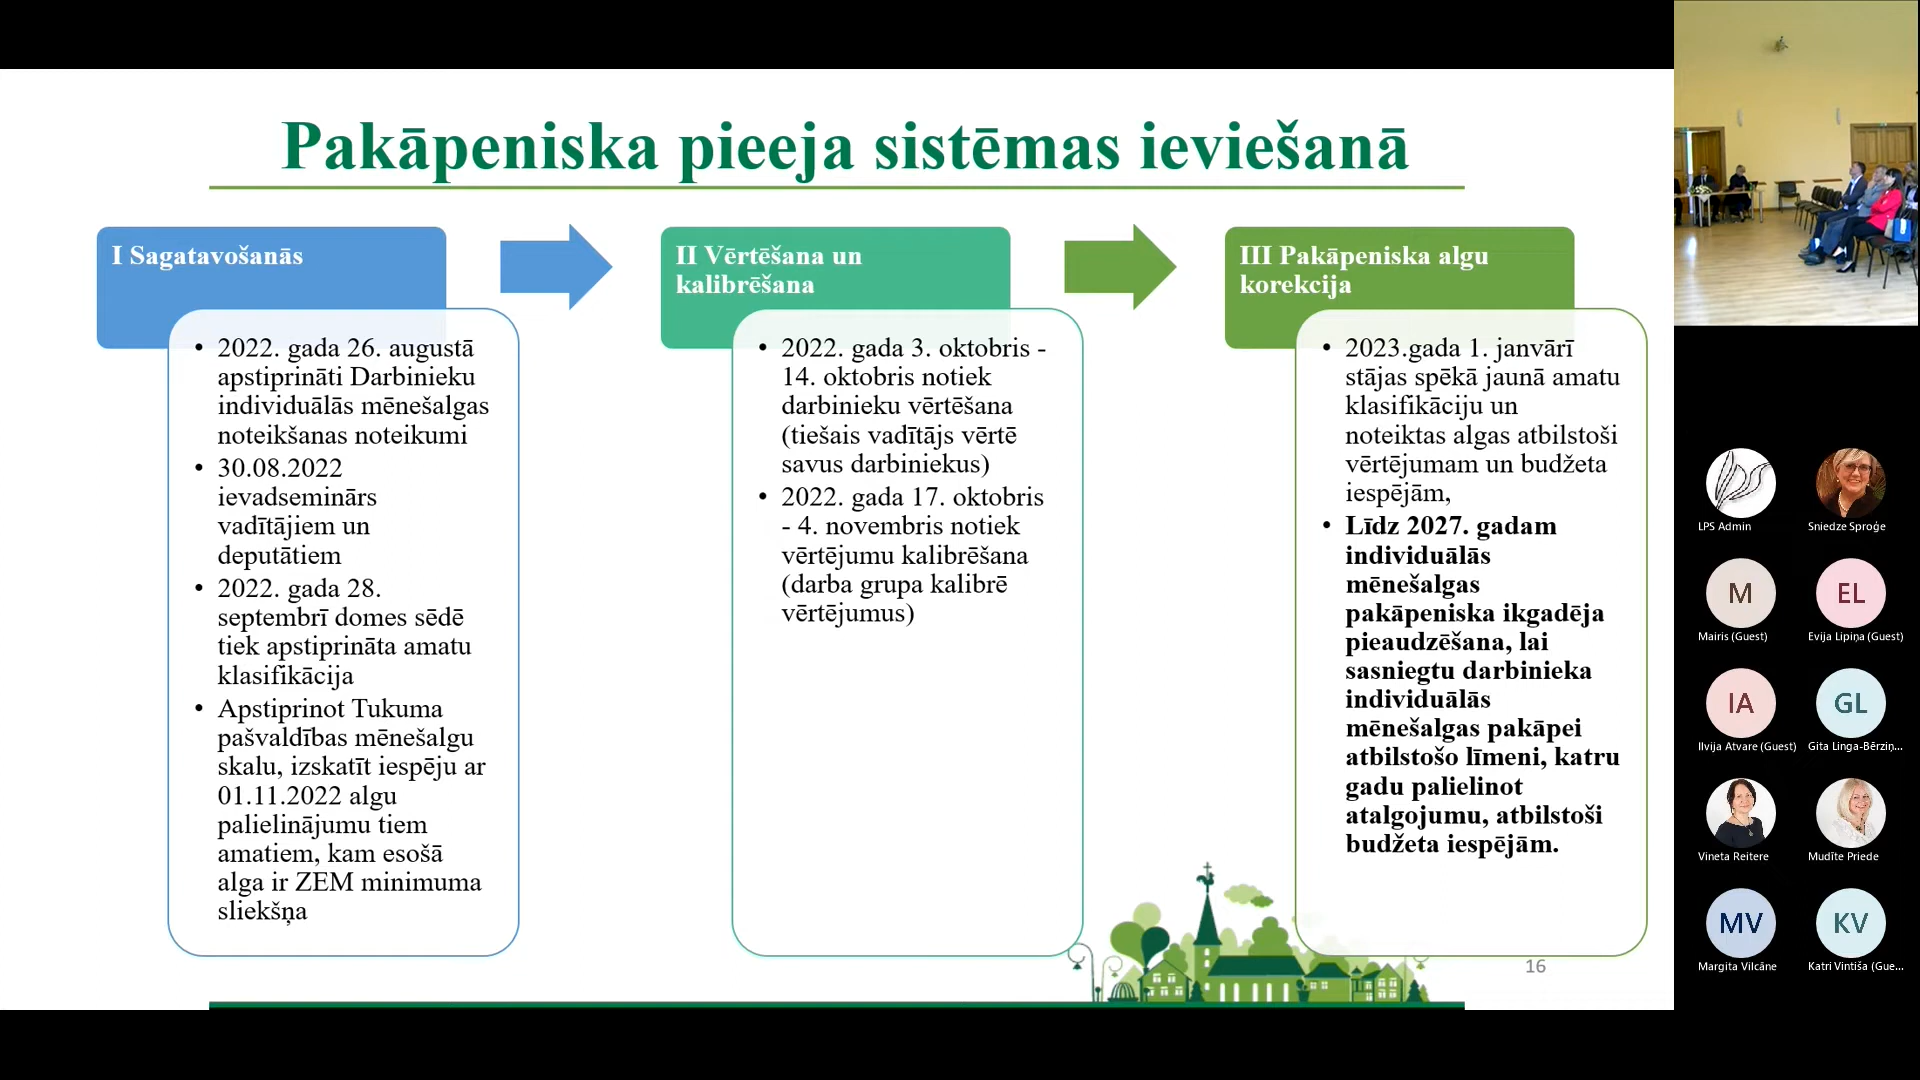 Pakāpeniska pieeja sistēmas ieviešanā
I Sagatavošanās
• 2022. gada 26. augustā
apstiprināti Darbinieku
individuālās mēnešalgas
noteikšanas noteikumi
• 30.08.2022
ievadseminārs
vadītājiem un
deputātiem
• 2022. gada 28.
septembrī domes sēdē
tiek apstiprināta amatu
klasifikācija
• Apstiprinot Tukuma
pašvaldības mēnešalgu
skalu, izskatīt iespēju ar
01.11.2022 algu
palielinājumu tiem
amatiem, kam esošā
alga ir ZEM minimuma
sliekšņa
II Vērtēšana un
kalibrēšana
• 2022. gada 3. oktobris -
14. oktobris notiek
darbinieku vērtēšana
(tiešais vadītājs vērtē
savus darbiniekus)
• 2022. gada 17. oktobris
- 4. novembris notiek
vērtējumu kalibrēšana
(darba grupa kalibrē
vērtējumus)
III Pakāpeniska algu
korekcija
• 2023.gada 1. janvārī
stājas spēkā jaunā amatu
klasifikāciju un
noteiktas algas atbilstoši
vērtējumam un budžeta
iespējām,
• Līdz 2027. gadam
individuālās
mēnešalgas
pakāpeniska ikgadēja
pieaudzēšana, lai
sasniegtu darbinieka
individuālās
mēnešalgas pakāpei
atbilstošo līmeni, katru
gadu palielinot
atalgojumu, atbilstoši
budžeta iespējām.
16
LPS Admin
Sniedze Sproģe
M
Mairis (Guest)
EL
Evija Lipiņa (Guest)
IA
Ilvija Atvare (Guest)
GL
Gita Linga-Bērziņ...
Vineta Reitere
Mudīte Priede
MV
Margita Vilcāne
KV
Katri Vintiša (Gue...